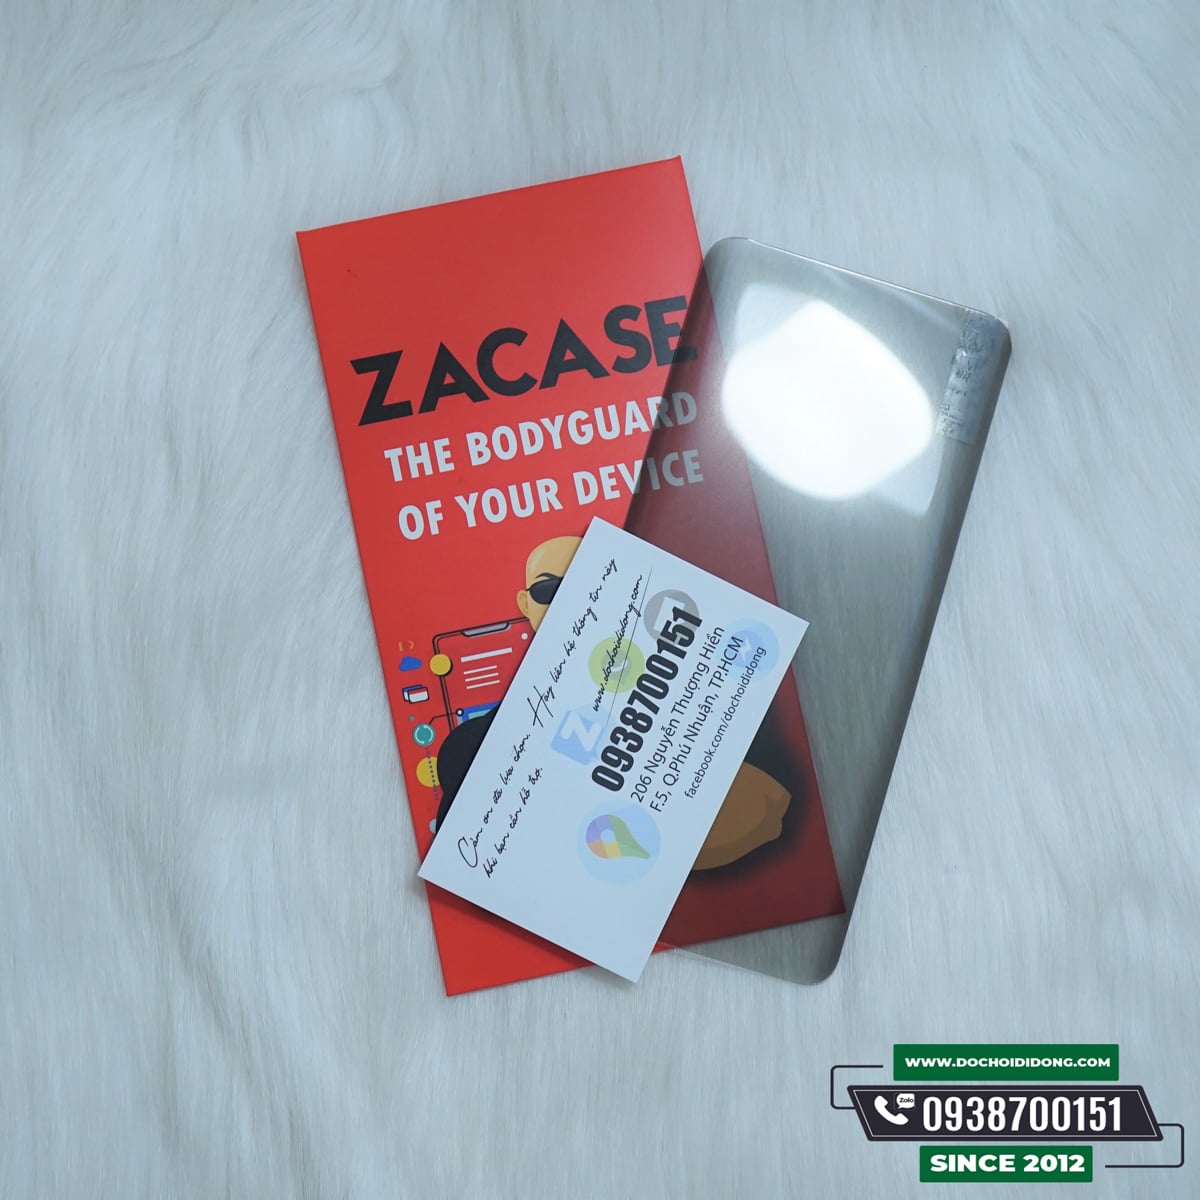 ZACASE
THE BODYGUARD
OF YOUR DEVICE
Cảm ơn đã lựa chọn. Hãy liên hệ thông tin này
khi bạn cần hỗ trợ.
www.dochoididong.com
0938700151
206 Nguyễn Thượng Hiền
F.5, Q.Phú Nhuận, TP.HCM
facebook.com/dochoididong
Z
WWW.DOCHOIDIDONG.COM
Zalo
0938700151
SINCE 2012